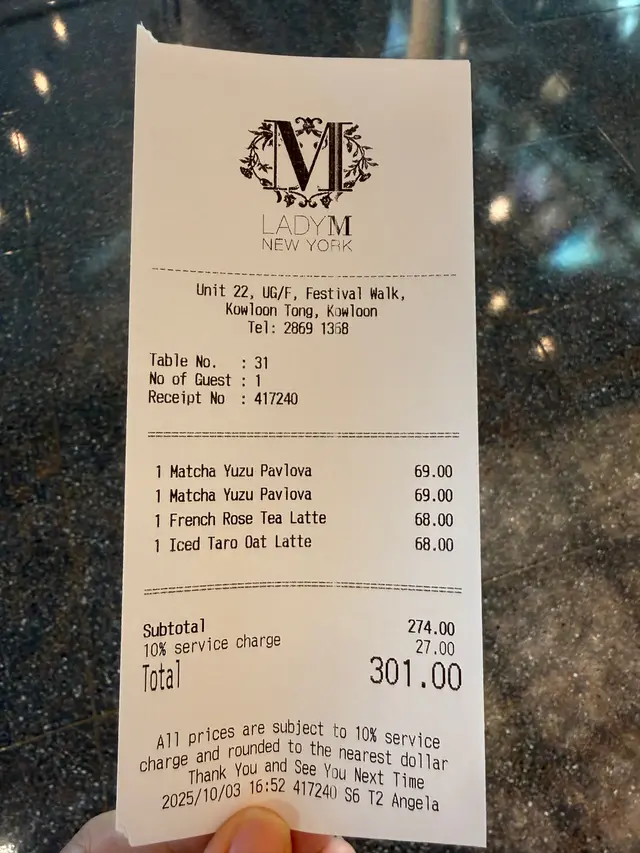 M
LADYM
NEW YORK
Unit 22, UG/F, Festival Walk,
Kowloon Tong, Kowloon
Tel: 2869 1368
Table No. : 31
No of Guest : 1
Receipt No : 417240
1 Matcha Yuzu Pavlova 69.00
1 Matcha Yuzu Pavlova 69.00
1 French Rose Tea Latte 68.00
1 Iced Taro Oat Latte 68.00
Subtotal 274.00
10% service charge 27.00
Total 301.00
All prices are subject to 10% service
charge and rounded to the nearest dollar
Thank You and See You Next Time
2025/10/03 16:52 417240 S6 T2 Angela